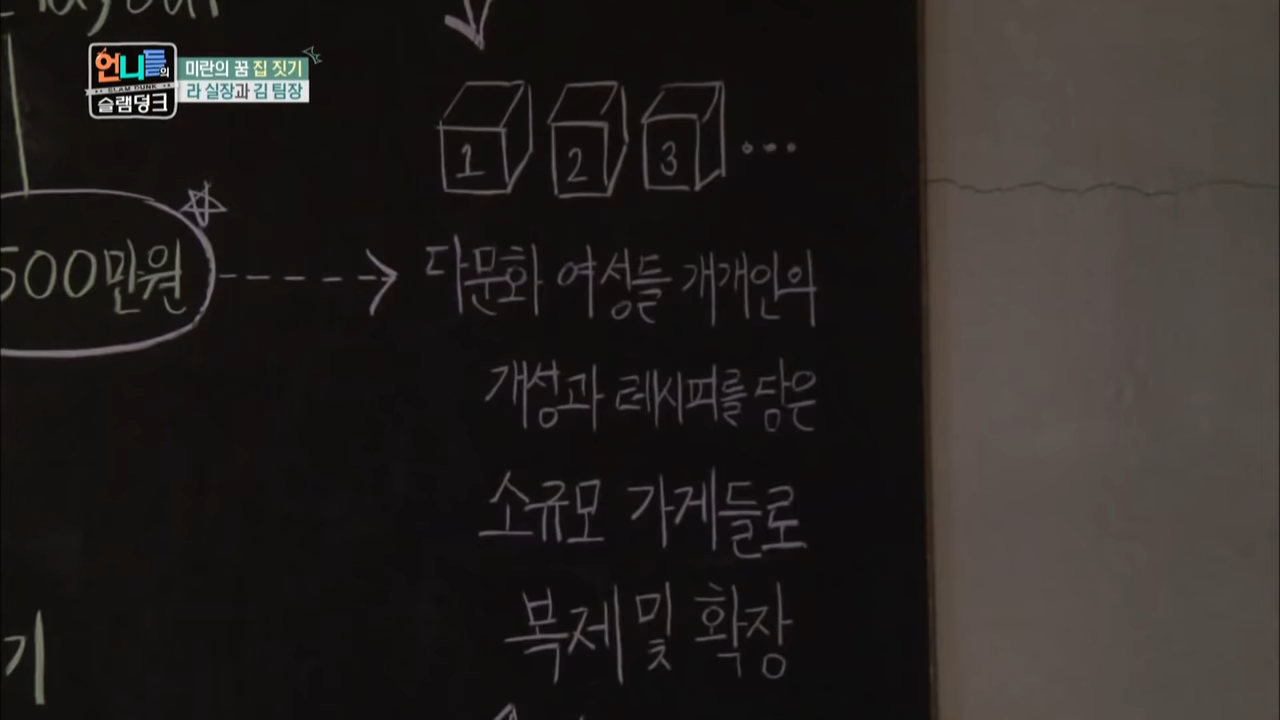 layout
언니들의
SLAM DUNK
슬램덩크
미란의 꿈 집 짓기
라 실장과 김 팀장
1 2 3 ...
500만원
다문화 여성들 개개인의
개성과 레시피를 담은
소규모 가게들로
복제 및 확장
기